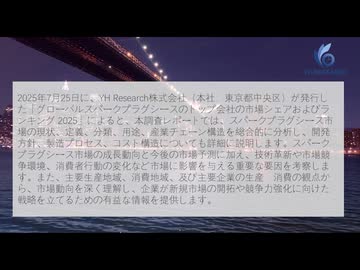 2025年7月25日に、YH Research株式会社（本社　東京都中央区）が発行し
た「グローバルスパークプラグシースのトップ会社の市場シェアおよびラ
ンキング 2025」によると、本調査レポートでは、スパークプラグシース市
場の現状、定義、分類、用途、産業チェーン構造を総合的に分析し、開発
方針、製造プロセス、コスト構造についても詳細に説明します。スパーク
プラグシース市場の成長動向と今後の市場予測に加え、技術革新や市場競
争環境、消費者行動の変化など市場に影響を与える重要な要因を考察しま
す。また、主要生産地域、消費地域、及び主要企業の生産　消費の観点か
ら、市場動向を深く理解し、企業が新規市場の開拓や競争力強化に向けた
戦略を立てるための有益な情報を提供します。